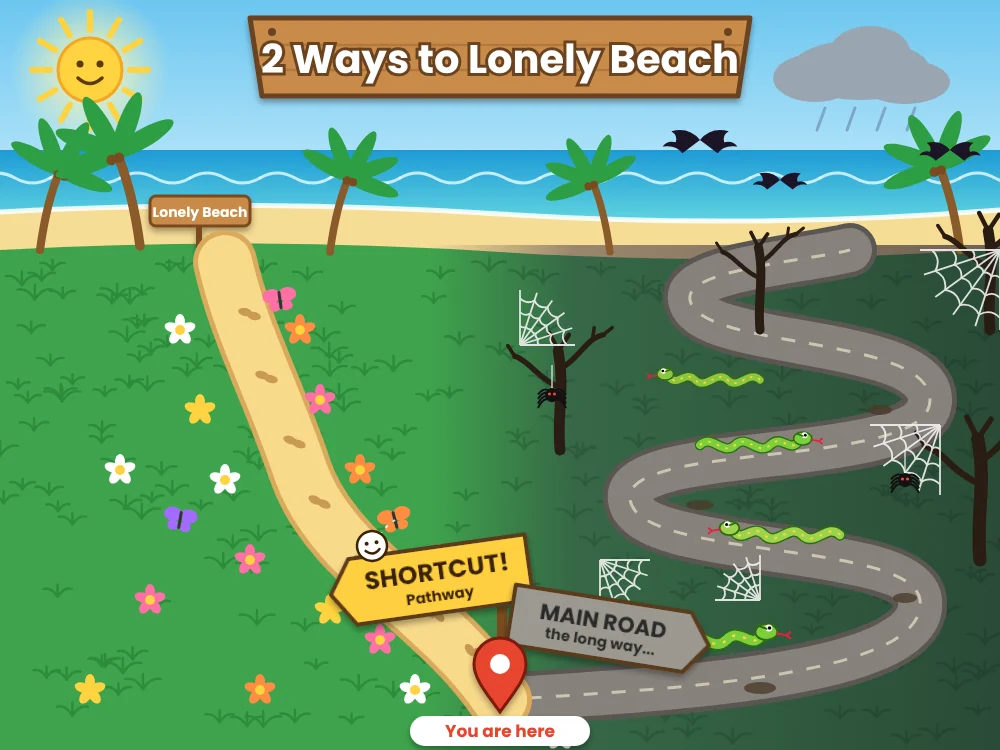 2 Ways to Lonely Beach
Lonely Beach
SHORTCUT!
Pathway
MAIN ROAD
the long way...
You are here